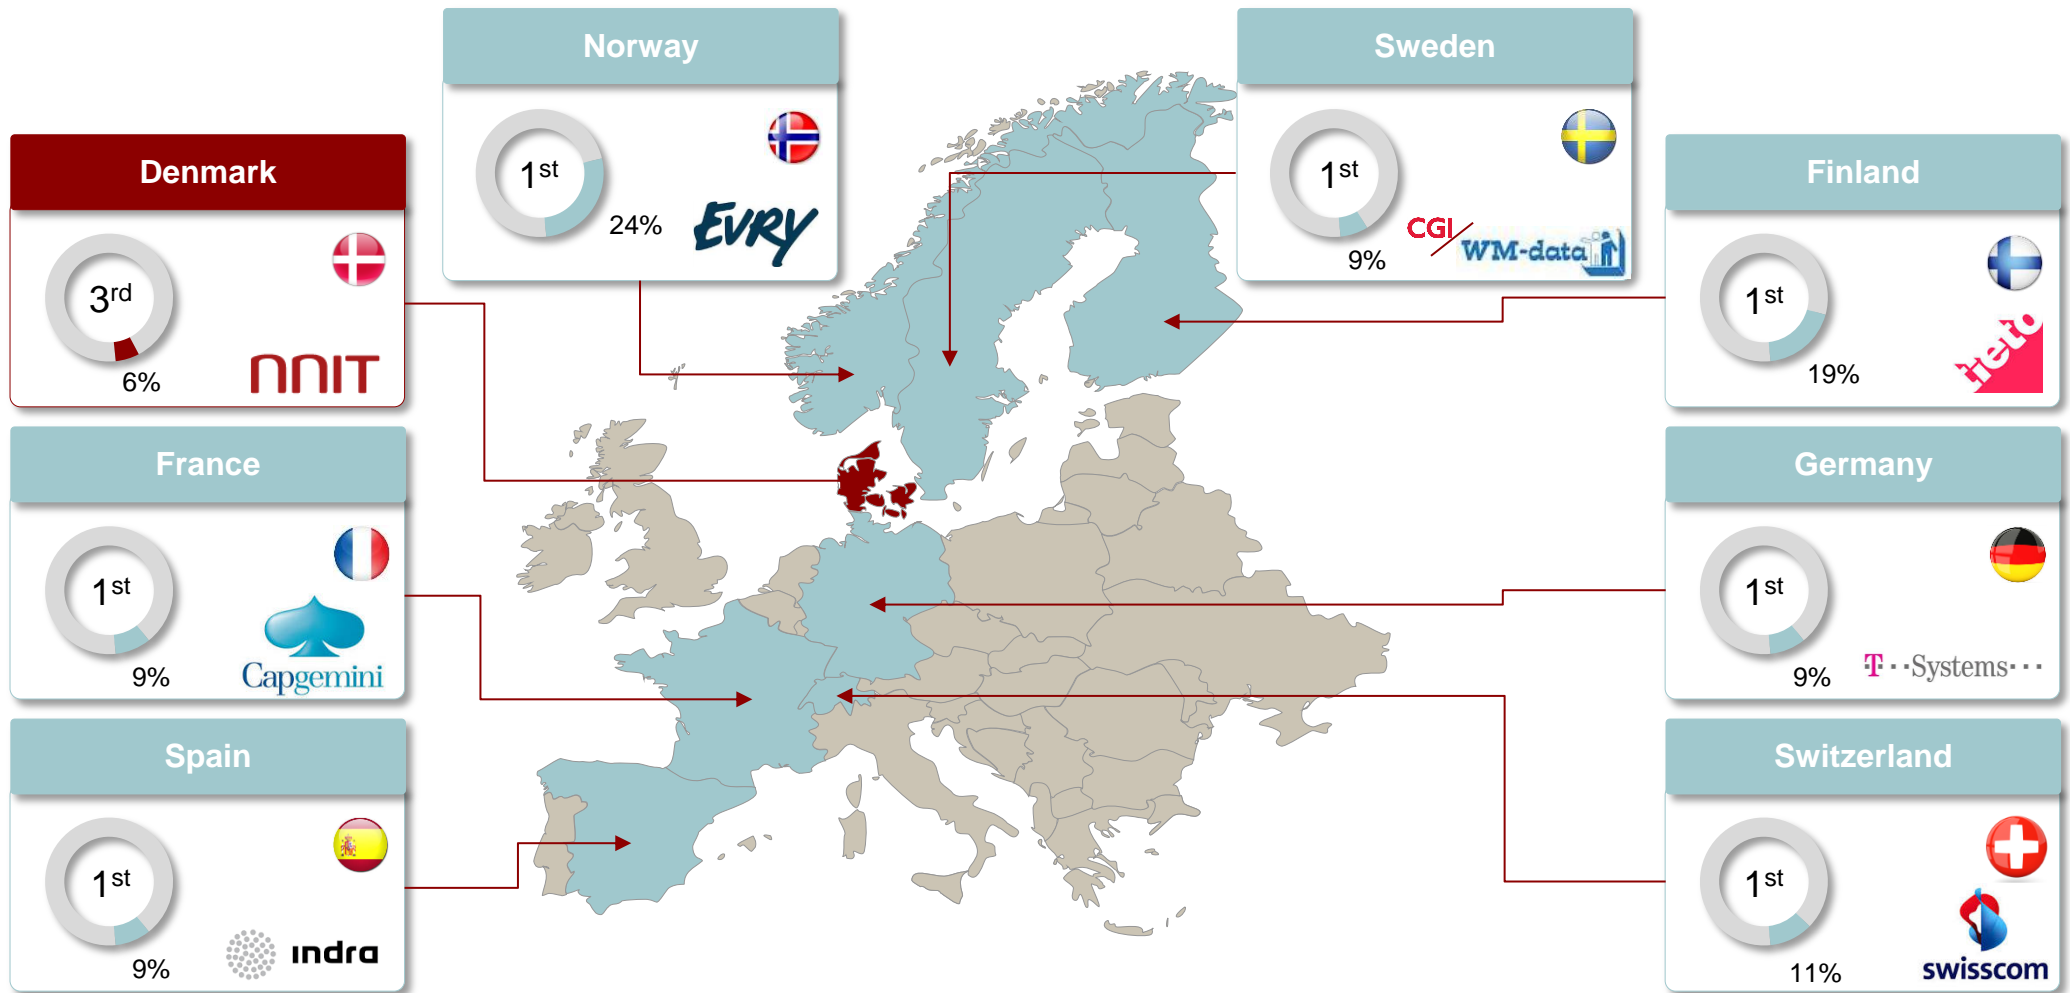 Norway
1st
24%
EVRY
Sweden
1st
9%
CGI
WM-data
Denmark
3rd
6%
nnIT
Finland
1st
19%
tieto
France
1st
9%
Capgemini
Germany
1st
9%
T··Systems···
Spain
1st
9%
ındra
Switzerland
1st
11%
swisscom